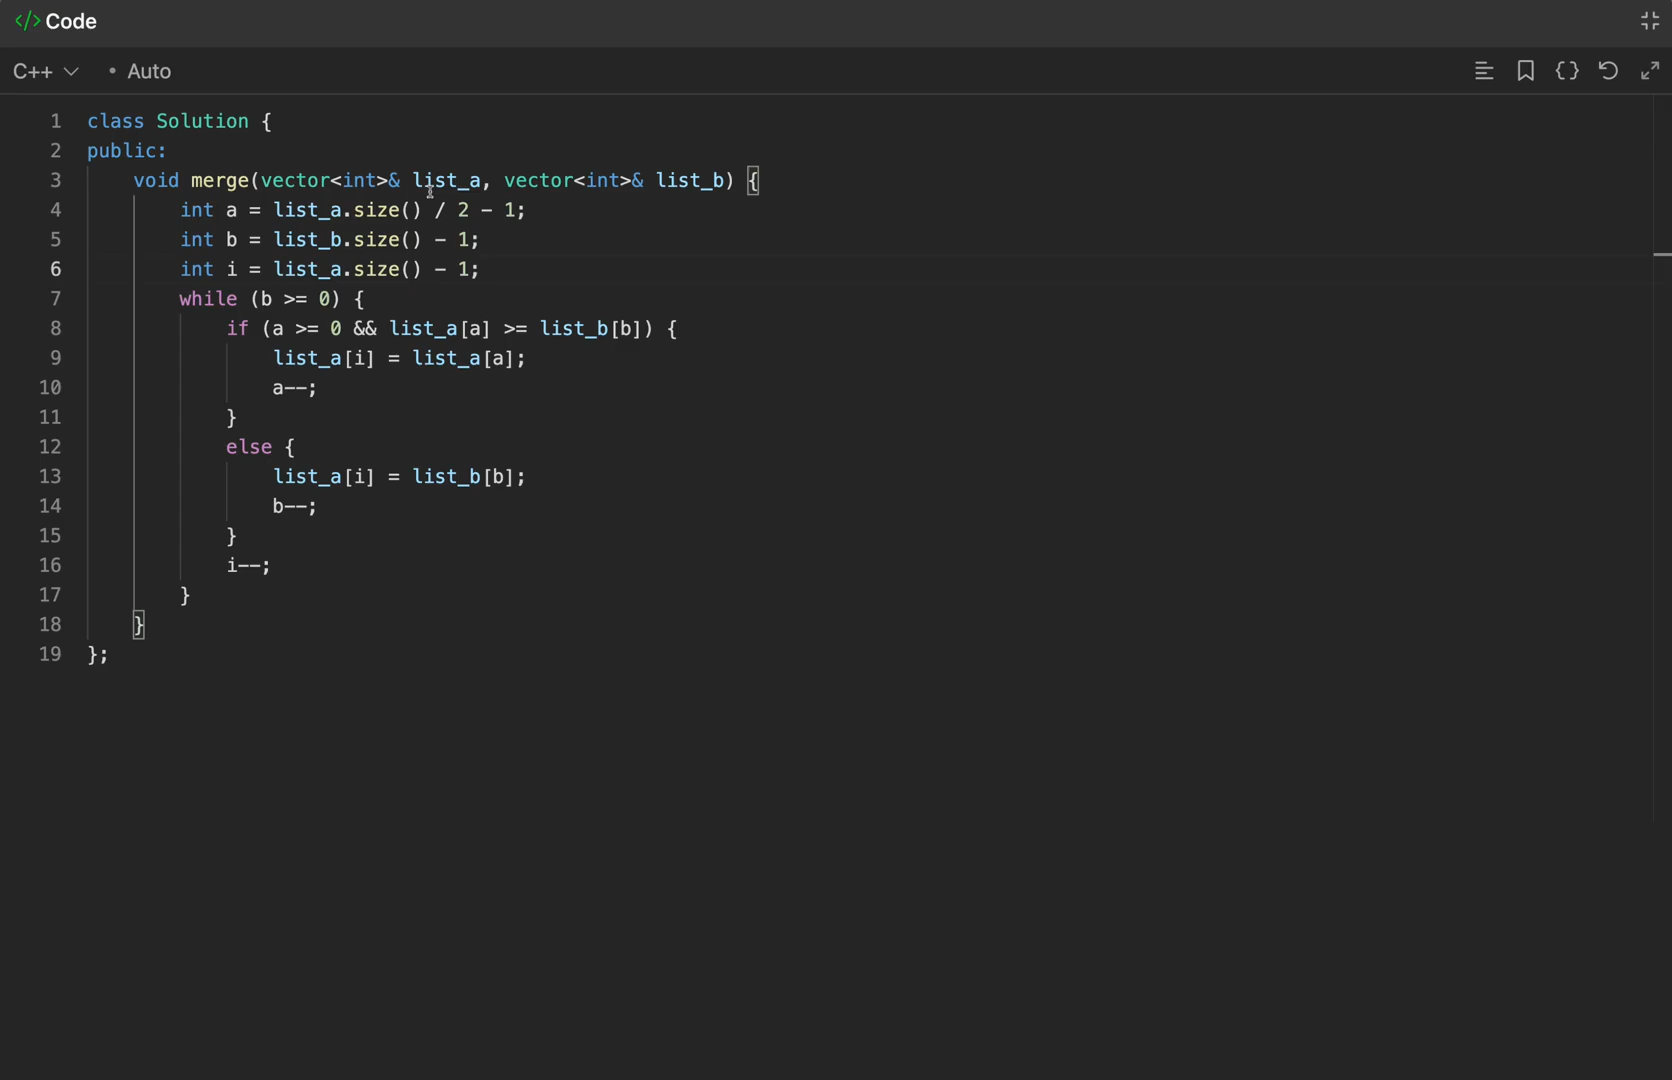 </> Code
C++ • Auto
1 class Solution {
2 public:
3     void merge(vector<int>& list_a, vector<int>& list_b) {
4         int a = list_a.size() / 2 - 1;
5         int b = list_b.size() - 1;
6         int i = list_a.size() - 1;
7         while (b >= 0) {
8             if (a >= 0 && list_a[a] >= list_b[b]) {
9                 list_a[i] = list_a[a];
10                 a--;
11             }
12             else {
13                 list_a[i] = list_b[b];
14                 b--;
15             }
16             i--;
17         }
18     }
19 };